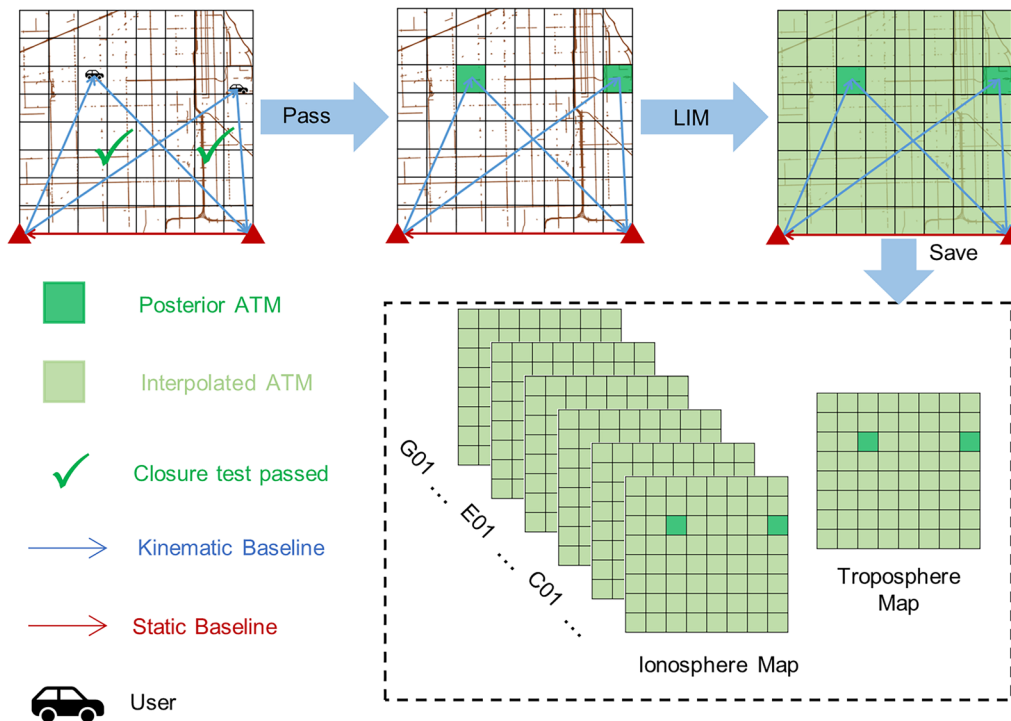 Pass
LIM
Save
Posterior ATM
Interpolated ATM
Closure test passed
Kinematic Baseline
Static Baseline
User
G01 ... E01 ... C01 ...
Ionosphere Map
Troposphere
Map